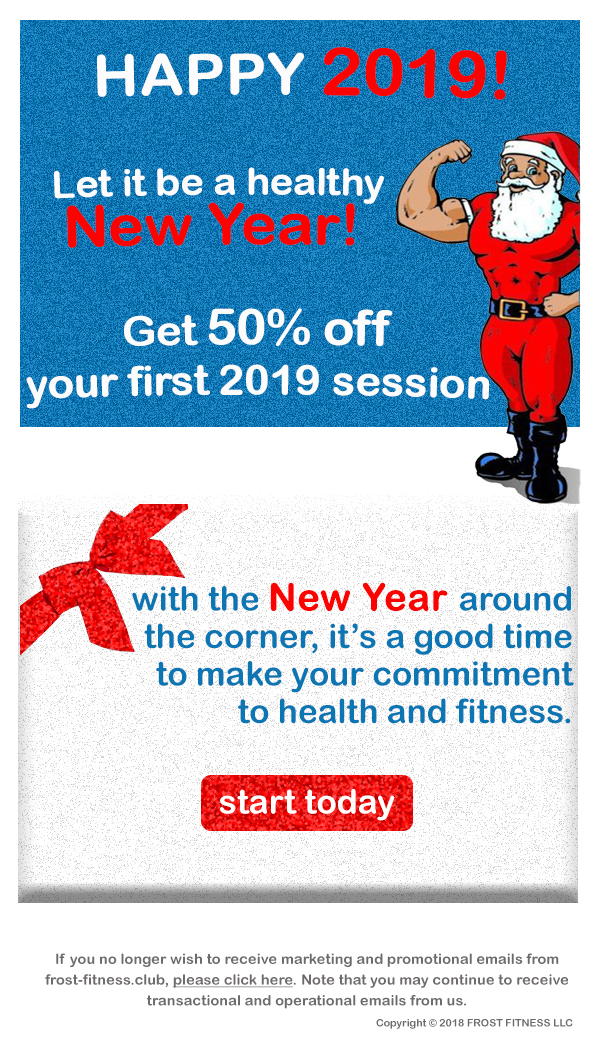 HAPPY 2019!
Let it be a healthy
New Year!
Get 50% off
your first 2019 session
with the New Year around
the corner, it’s a good time
to make your commitment
to health and fitness.
start today
If you no longer wish to receive marketing and promotional emails from
frost-fitness.club, please click here. Note that you may continue to receive
transactional and operational emails from us.
Copyright © 2018 FROST FITNESS LLC